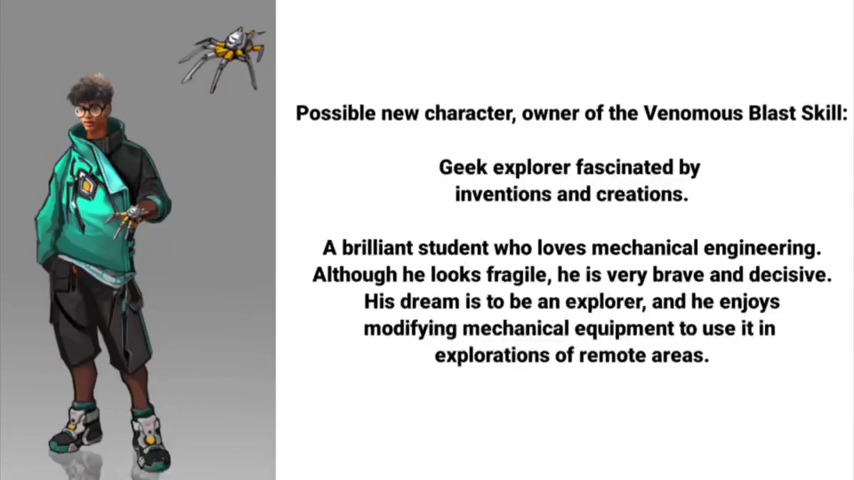 Possible new character, owner of the Venomous Blast Skill:
Geek explorer fascinated by
inventions and creations.
A brilliant student who loves mechanical engineering.
Although he looks fragile, he is very brave and decisive.
His dream is to be an explorer, and he enjoys
modifying mechanical equipment to use it in
explorations of remote areas.